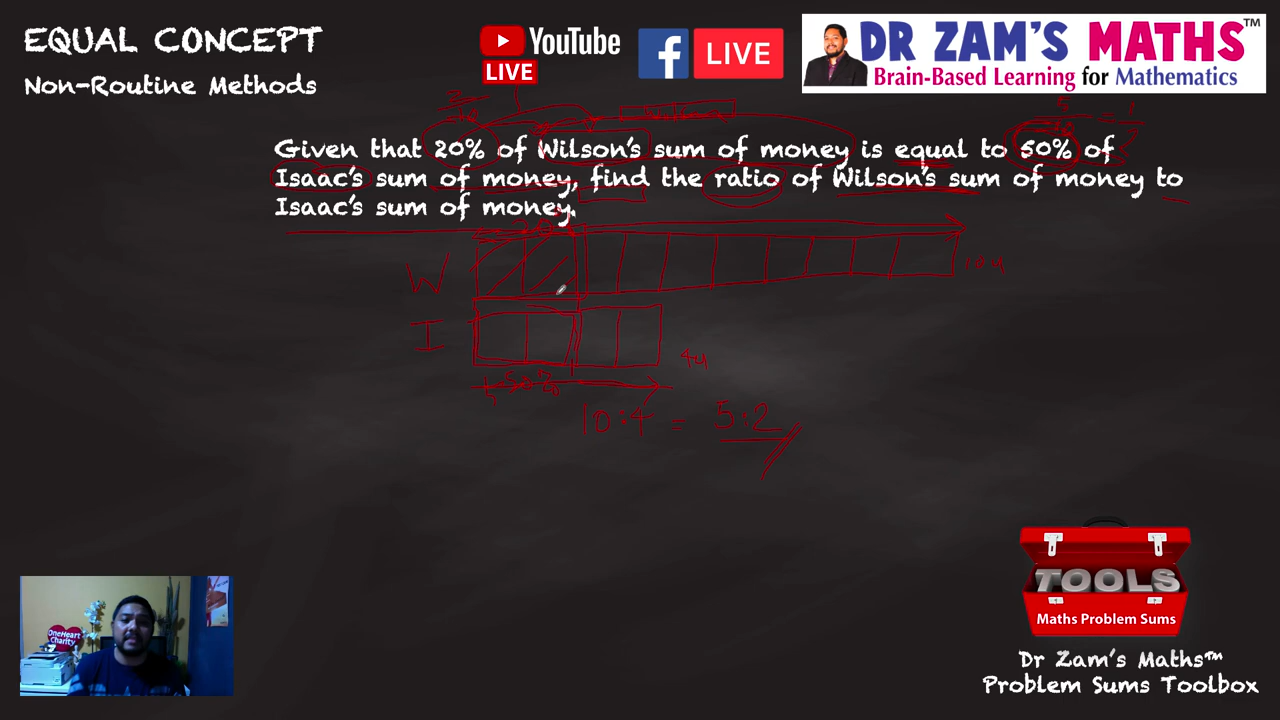 EQUAL CONCEPT
Non-Routine Methods
YouTube
LIVE
f LIVE
DR ZAM'S MATHS™
Brain-Based Learning for Mathematics
Given that 20% of Wilson's sum of money is equal to 50% of
Isaac's sum of money, find the ratio of Wilson's sum of money to
Isaac's sum of money.
W
10u
I
4u
50%
10:4 = 5:2
OneHeart
Charity
TOOLS
Maths Problem Sums
Dr Zam's Maths™
Problem Sums Toolbox